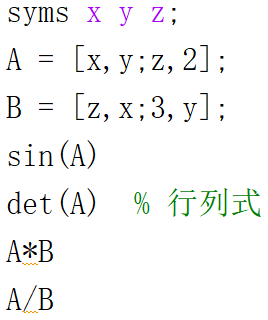 syms x y z;
A = [x,y;z,2];
B = [z,x;3,y];
sin(A)
det(A)  % 行列式
A*B
A/B